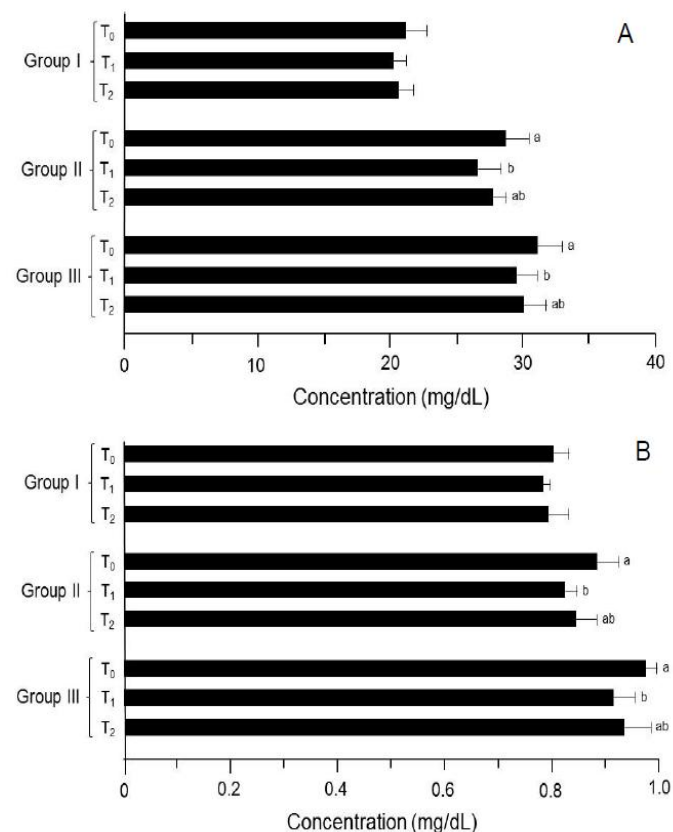 A
T₀
Group I T₁
T₂
T₀ a
Group II T₁ b
T₂ ab
T₀ a
Group III T₁ b
T₂ ab
0 10 20 30 40
Concentration (mg/dL)
B
T₀
Group I T₁
T₂
T₀ a
Group II T₁ b
T₂ ab
T₀ a
Group III T₁ b
T₂ ab
0 0.2 0.4 0.6 0.8 1.0
Concentration (mg/dL)